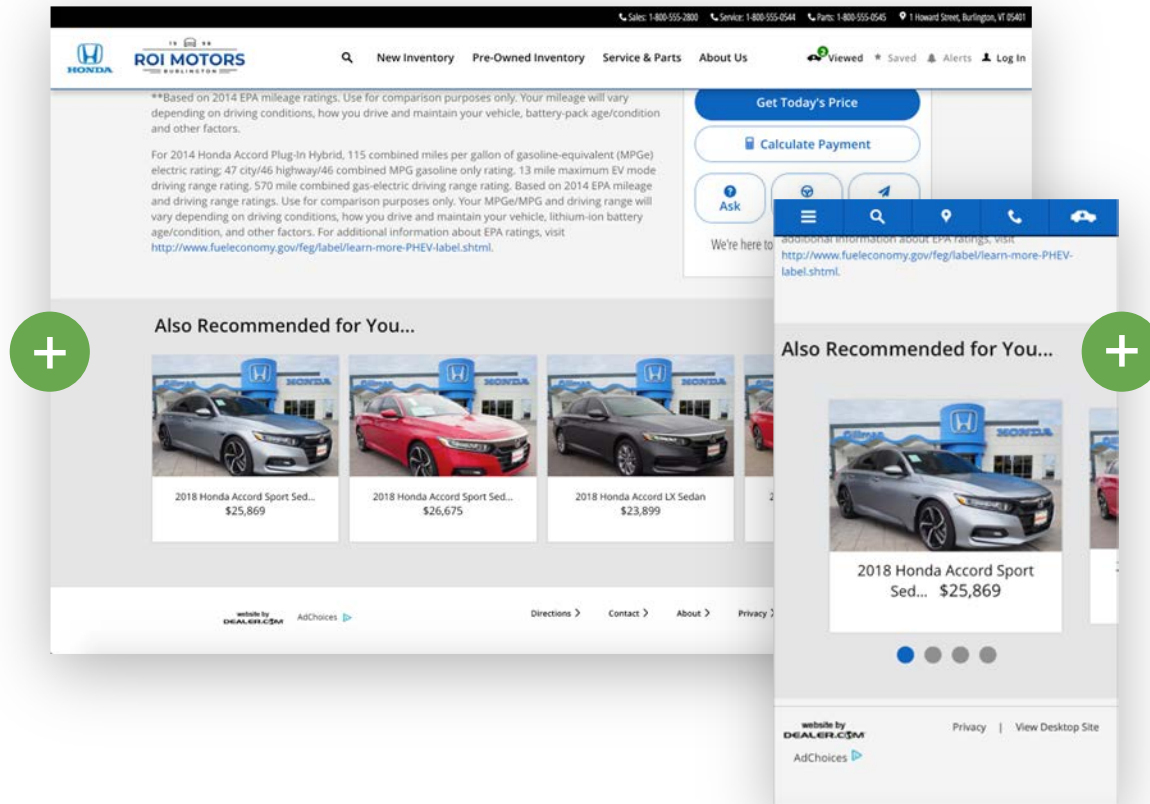 Sales: 1-800-555-2800 Service: 1-800-555-0544 Parts: 1-800-555-0545 1 Howard Street, Burlington, VT 05401
HONDA
19 98
ROI MOTORS
BURLINGTON
New Inventory Pre-Owned Inventory Service & Parts About Us
2
Viewed Saved Alerts Log In
**Based on 2014 EPA mileage ratings. Use for comparison purposes only. Your mileage will vary
depending on driving conditions, how you drive and maintain your vehicle, battery-pack age/condition
and other factors.
For 2014 Honda Accord Plug-In Hybrid, 115 combined miles per gallon of gasoline-equivalent (MPGe)
electric rating; 47 city/46 highway/46 combined MPG gasoline only rating. 13 mile maximum EV mode
driving range rating. 570 mile combined gas-electric driving range rating. Based on 2014 EPA mileage
and driving range ratings. Use for comparison purposes only. Your MPGe/MPG and driving range will
vary depending on driving conditions, how you drive and maintain your vehicle, lithium-ion battery
age/condition, and other factors. For additional information about EPA ratings, visit
http://www.fueleconomy.gov/feg/label/learn-more-PHEV-label.shtml.
Get Today's Price
Calculate Payment
Ask
We're here to
Also Recommended for You...
Gillman HONDA
Gillman HONDA
Gillman HONDA
2018 Honda Accord Sport Sed...
$25,869
2018 Honda Accord Sport Sed...
$26,675
2018 Honda Accord LX Sedan
$23,899
website by
DEALER.COM
AdChoices
Directions Contact About Privacy
additional information about EPA ratings, visit
http://www.fueleconomy.gov/feg/label/learn-more-PHEV-
label.shtml.
Also Recommended for You...
Gillman HONDA
2018 Honda Accord Sport
Sed... $25,869
website by
DEALER.COM
Privacy | View Desktop Site
AdChoices